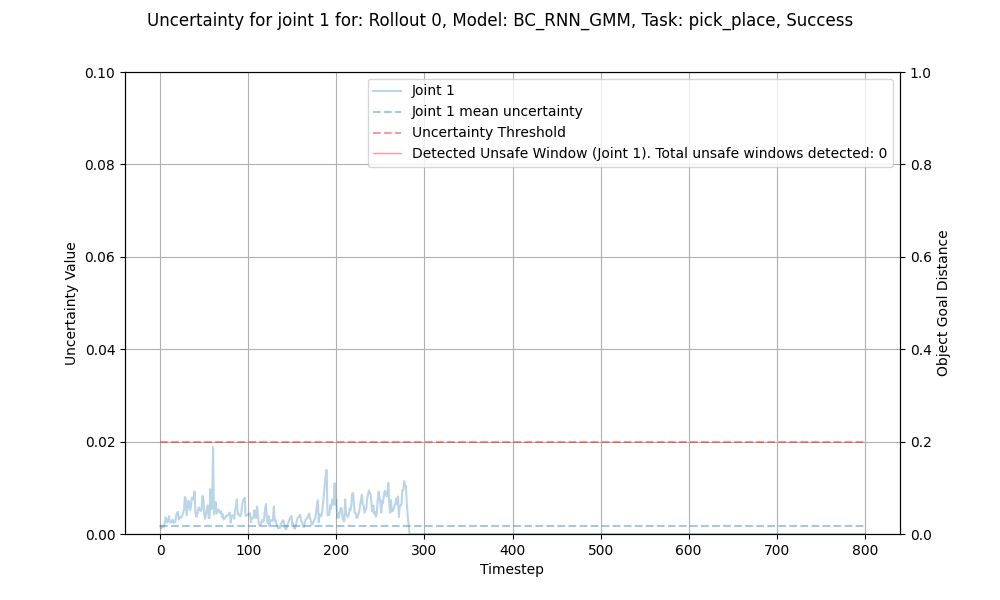 Uncertainty for joint 1 for: Rollout 0, Model: BC_RNN_GMM, Task: pick_place, Success
Joint 1
Joint 1 mean uncertainty
Uncertainty Threshold
Detected Unsafe Window (Joint 1). Total unsafe windows detected: 0
Uncertainty Value
0.10
0.08
0.06
0.04
0.02
0.00
1.0
0.8
0.6
0.4
0.2
0.0
Object Goal Distance
0 100 200 300 400 500 600 700 800
Timestep